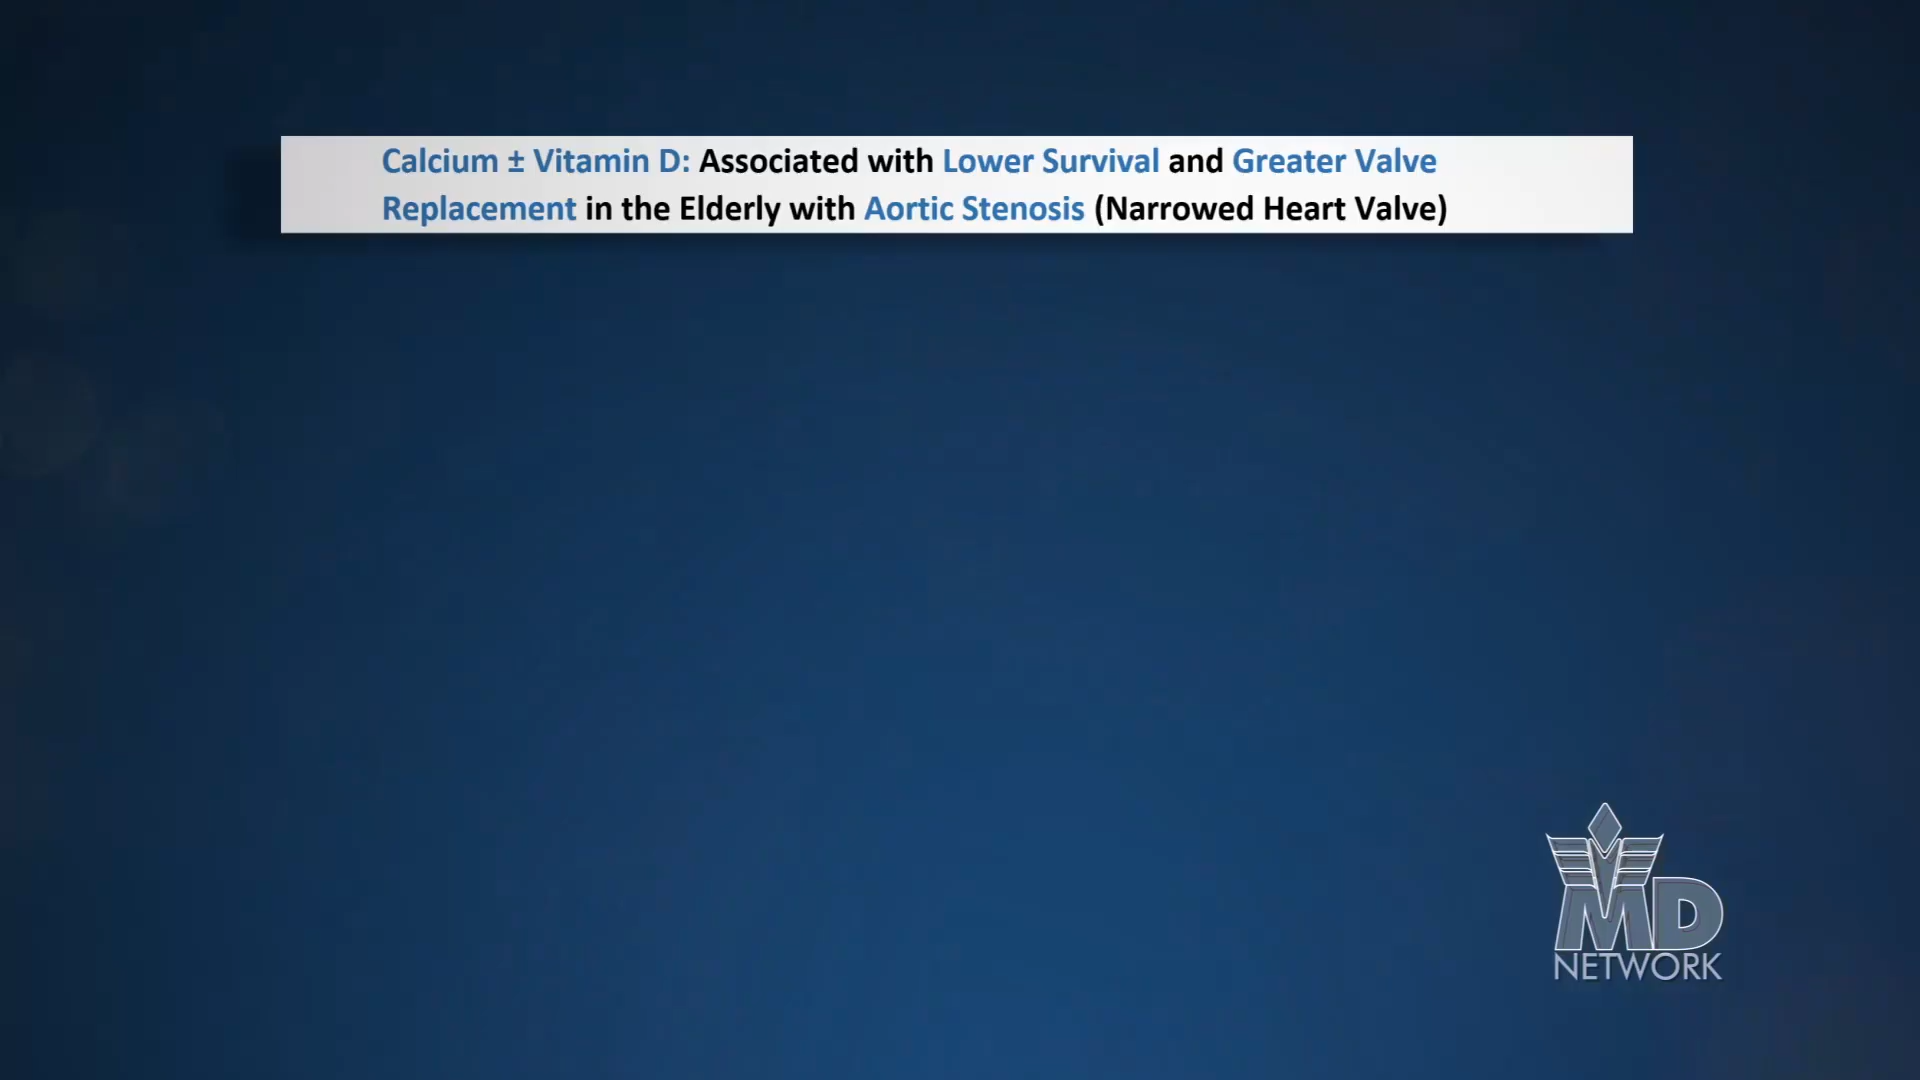 Calcium ± Vitamin D: Associated with Lower Survival and Greater Valve
Replacement in the Elderly with Aortic Stenosis (Narrowed Heart Valve)
MD
NETWORK